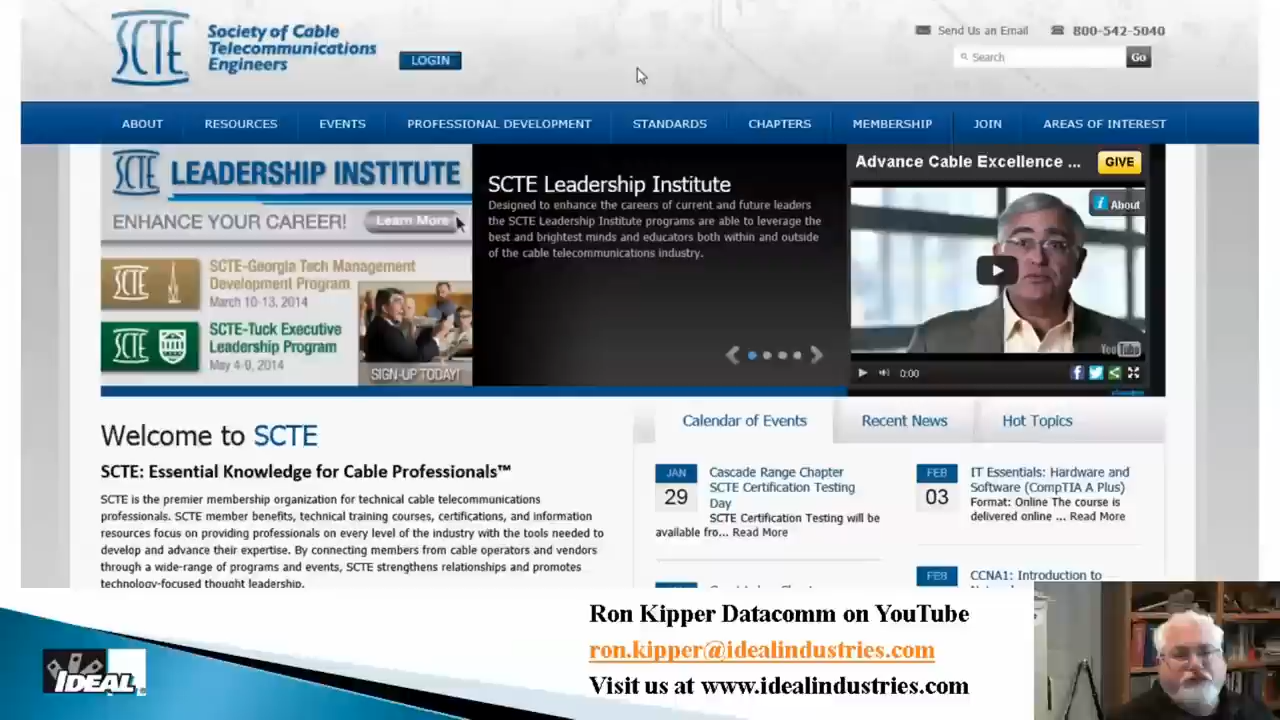 SCTE
Society of Cable
Telecommunications
Engineers
LOGIN
Send Us an Email
800-542-5040
Search
Go
ABOUT
RESOURCES
EVENTS
PROFESSIONAL DEVELOPMENT
STANDARDS
CHAPTERS
MEMBERSHIP
JOIN
AREAS OF INTEREST
SCTE LEADERSHIP INSTITUTE
ENHANCE YOUR CAREER!
Learn More
SCTE
SCTE-Georgia Tech Management
Development Program
March 10-13, 2014
SCTE
SCTE-Tuck Executive
Leadership Program
SIGN-UP TODAY!
SCTE Leadership Institute
Designed to enhance the careers of current and future leaders
the SCTE Leadership Institute programs are able to leverage the
best and brightest minds and educators both within and outside
of the cable telecommunications industry.
Advance Cable Excellence ...
GIVE
i About
YouTube
0:00
Welcome to SCTE
SCTE: Essential Knowledge for Cable Professionals™
SCTE is the premier membership organization for technical cable telecommunications
professionals. SCTE member benefits, technical training courses, certifications, and information
resources focus on providing professionals on every level of the industry with the tools needed to
develop and advance their expertise. By connecting members from cable operators and vendors
through a wide-range of programs and events, SCTE strengthens relationships and promotes
technology-focused thought leadership.
Calendar of Events
Recent News
Hot Topics
JAN
29
Cascade Range Chapter
SCTE Certification Testing
Day
SCTE Certification Testing will be
available fro... Read More
FEB
03
IT Essentials: Hardware and
Software (CompTIA A Plus)
Format: Online The course is
delivered online ... Read More
FEB
CCNA1: Introduction to
Ron Kipper Datacomm on YouTube
ron.kipper@idealindustries.com
Visit us at www.idealindustries.com
IDEAL